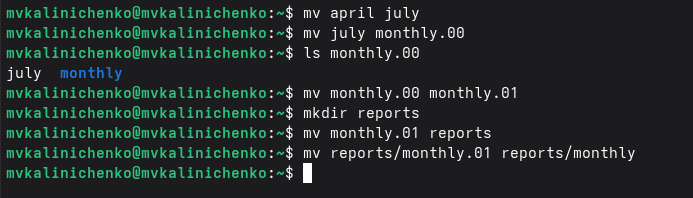 mvkalinichenko@mvkalinichenko:~$ mv april july
mvkalinichenko@mvkalinichenko:~$ mv july monthly.00
mvkalinichenko@mvkalinichenko:~$ ls monthly.00
july  monthly
mvkalinichenko@mvkalinichenko:~$ mv monthly.00 monthly.01
mvkalinichenko@mvkalinichenko:~$ mkdir reports
mvkalinichenko@mvkalinichenko:~$ mv monthly.01 reports
mvkalinichenko@mvkalinichenko:~$ mv reports/monthly.01 reports/monthly
mvkalinichenko@mvkalinichenko:~$